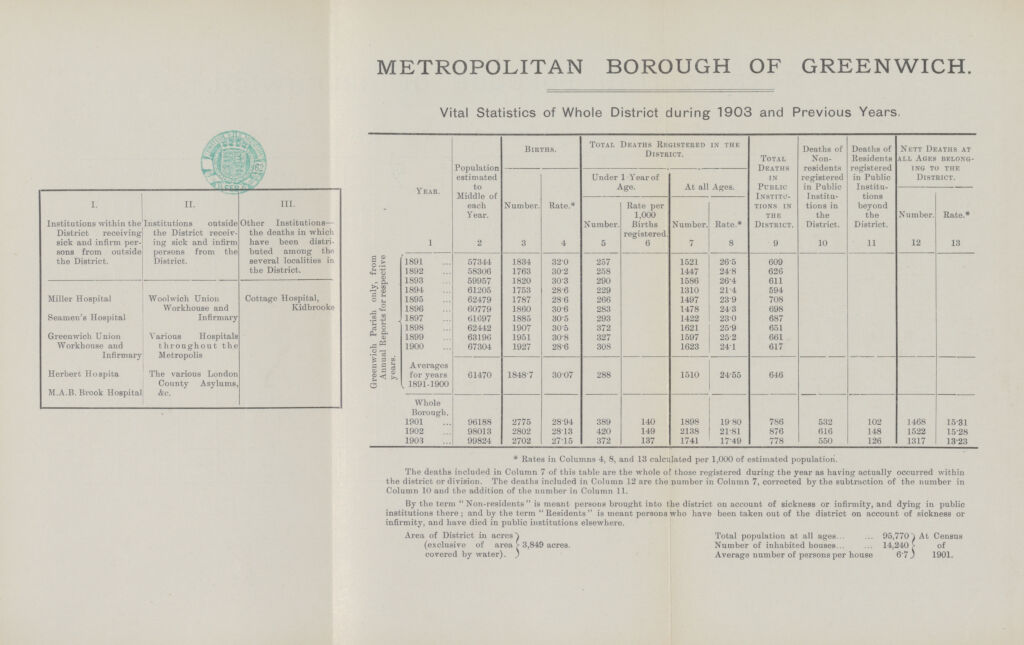 METROPOLITAN BOROUGH OF GREENWICH.
Vital Statistics of Whole District during 1903 and Previous Years.
I. II. III.
Institutions within the District receiving sick and infirm persons from outside the District.
Institutions outside the District receiving sick and infirm persons from the District.
Other Institutions—the deaths in which have been distributed among the several localities in the District.
Miller Hospital
Seamen's Hospital
Greenwich Union
Workhouse and
Infirmary
Herbert Hospita
M.A.B. Brook Hospital
Woolwich Union
Workhouse and
Infirmary
Various Hospitals
throughout the
Metropolis
The various London
County Asylums,
&c.
Cottage Hospital,
Kidbrooke
YEAR.
Population estimated to Middle of each Year.
BIRTHS.
Number. Rate.*
TOTAL DEATHS REGISTERED IN THE DISTRICT.
Under 1 Year of Age.
Number. Rate per 1,000 Births registered.
At all Ages.
Number. Rate.*
TOTAL DEATHS IN PUBLIC INSTITUTIONS IN THE DISTRICT.
Deaths of Non-residents registered in Public Institutions in the District.
Deaths of Residents registered in Public Institutions beyond the District.
NETT DEATHS AT ALL AGES BELONGING TO THE DISTRICT.
Number. Rate.*
1 2 3 4 5 6 7 8 9 10 11 12 13
Greenwich Parish only, from Annual Reports for respective years.
1891 ... 57344 1834 32·0 257 1521 26·5 609
1892 ... 58306 1763 30·2 258 1447 24·8 626
1893 ... 59957 1820 30·3 290 1586 26·4 611
1894 ... 61205 1753 28·6 229 1310 21·4 594
1895 ... 62479 1787 28·6 266 1497 23·9 708
1896 ... 60779 1860 30·6 283 1478 24·3 698
1897 ... 61697 1885 30·5 293 1422 23·0 687
1898 ... 62442 1907 30·5 372 1621 25·9 651
1899 ... 63196 1951 30·8 327 1597 25·2 661
1900 ... 67304 1927 28·6 308 1623 24·1 617
Averages for years 1891-1900 61470 1848·7 30·07 288 1510 24·55 646
Whole Borough.
1901 ... 96188 2775 28·94 389 140 1898 19·80 786 532 102 1468 15·31
1902 ... 98013 2802 28·13 420 149 2138 21·81 876 616 148 1522 15·28
1903 ... 99824 2702 27·15 372 137 1741 17·49 778 550 126 1317 13·23
* Rates in Columns 4, 8, and 13 calculated per 1,000 of estimated population.
The deaths included in Column 7 of this table are the whole of those registered during the year as having actually occurred within
the district or division. The deaths included in Column 12 are the number in Column 7, corrected by the subtraction of the number in
Column 10 and the addition of the number in Column 11.
By the term "Non-residents" is meant persons brought into the district on account of sickness or infirmity, and dying in public
institutions there; and by the term "Residents" is meant persons who have been taken out of the district on account of sickness or
infirmity, and have died in public institutions elsewhere.
Area of District in acres
(exclusive of area
covered by water). } 3,849 acres.
Total population at all ages... ... 95,770
Number of inhabited houses... ... 14,240
Average number of persons per house 6·7
} At Census
of
1901.